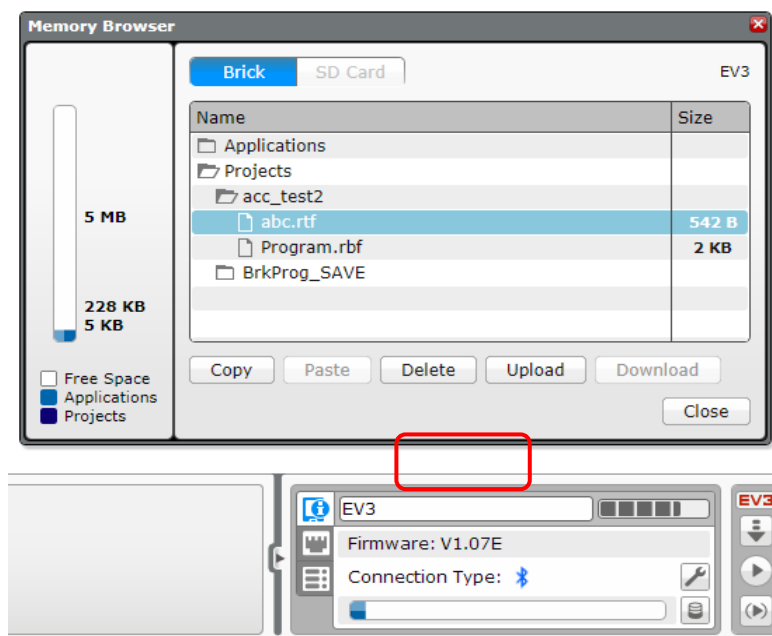 Memory Browser
Brick SD Card EV3
Name Size
Applications
Projects
acc_test2
abc.rtf 542 B
Program.rbf 2 KB
BrkProg_SAVE
5 MB
228 KB
5 KB
Free Space
Applications
Projects
Copy Paste Delete Upload Download
Close
EV3
EV3
Firmware: V1.07E
Connection Type: